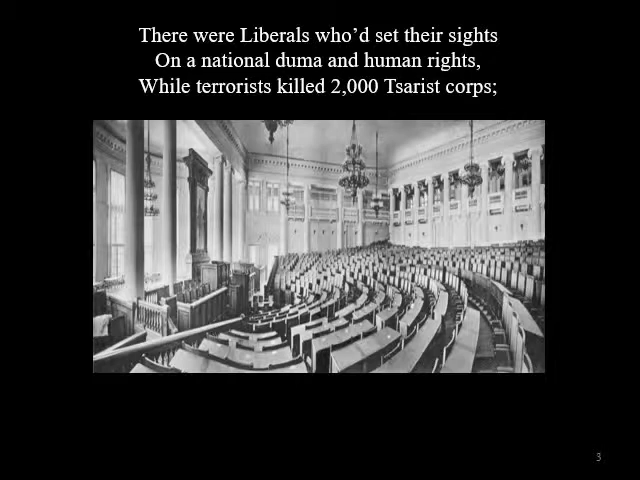 There were Liberals who’d set their sights
On a national duma and human rights,
While terrorists killed 2,000 Tsarist corps;
3